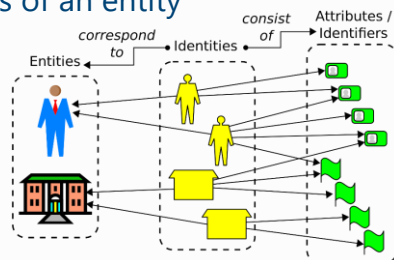 s of an entity
correspond
to
consist
of
Attributes /
Identifiers
Identities
Entities